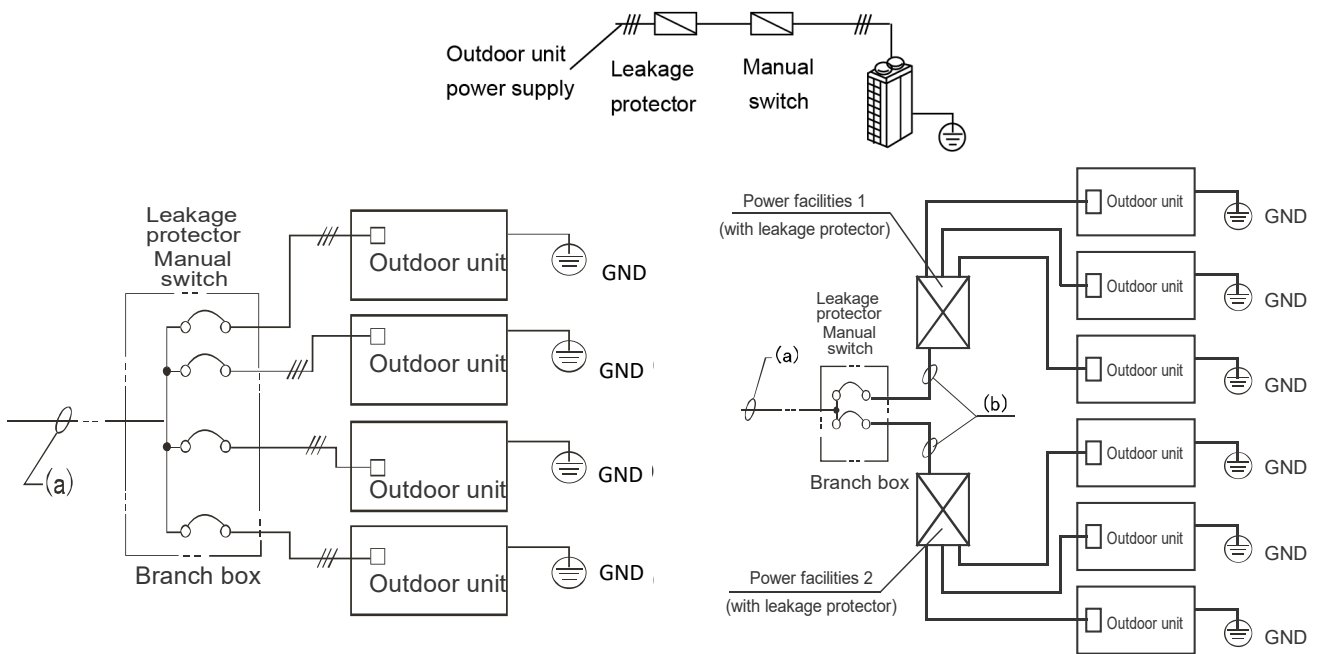 Outdoor unit
power supply
Leakage
protector
Manual
switch
Leakage
protector
Manual
switch
Outdoor unit
GND
Outdoor unit
GND
(a)
Outdoor unit
GND
Outdoor unit
GND
Branch box
Power facilities 1
(with leakage protector)
Outdoor unit
GND
Outdoor unit
GND
Leakage
protector
Manual
switch
(a)
Outdoor unit
GND
(b)
Branch box
Outdoor unit
GND
Outdoor unit
GND
Power facilities 2
(with leakage protector)
Outdoor unit
GND